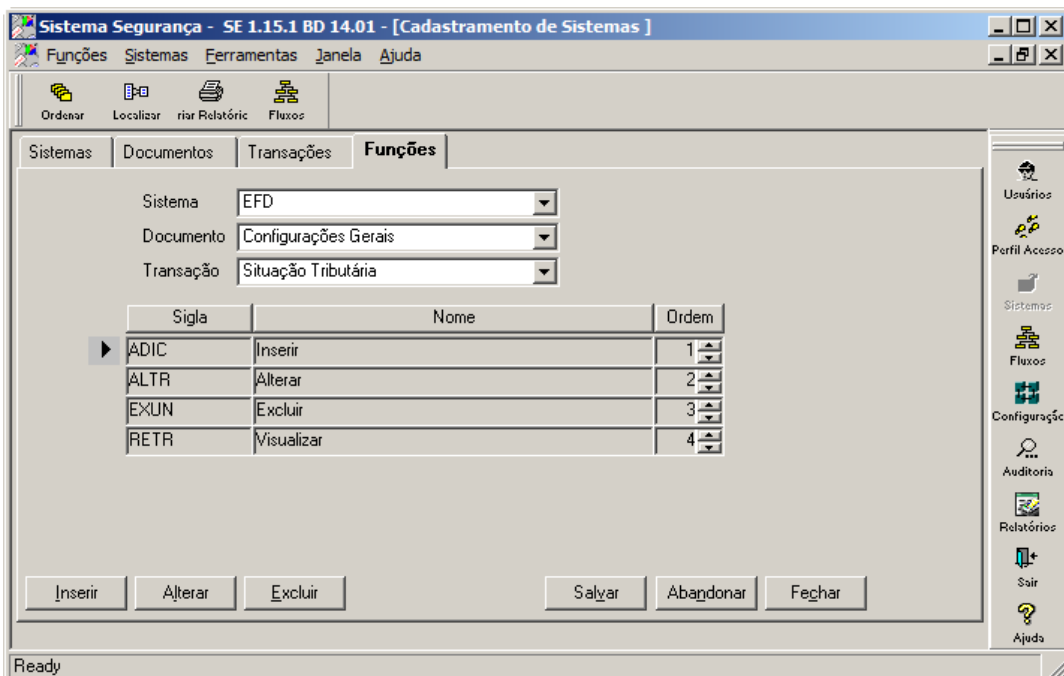 Sistema Segurança -  SE 1.15.1 BD 14.01 - [Cadastramento de Sistemas ]
Funções Sistemas Ferramentas Janela Ajuda
Ordenar Localizar riar Relatóric Fluxos
Sistemas Documentos Transações Funções
Sistema EFD
Documento Configurações Gerais
Transação Situação Tributária
Sigla Nome Ordem
ADIC Inserir 1
ALTR Alterar 2
EXUN Excluir 3
RETR Visualizar 4
Inserir Alterar Excluir Salvar Abandonar Fechar
Usuários
Perfil Acesso
Sistemas
Fluxos
Configuraçãc
Auditoria
Relatórios
Sair
Ajuda
Ready